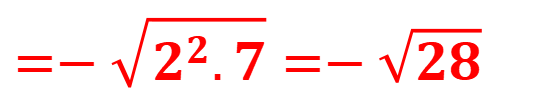 =− √2². 7 =− √28